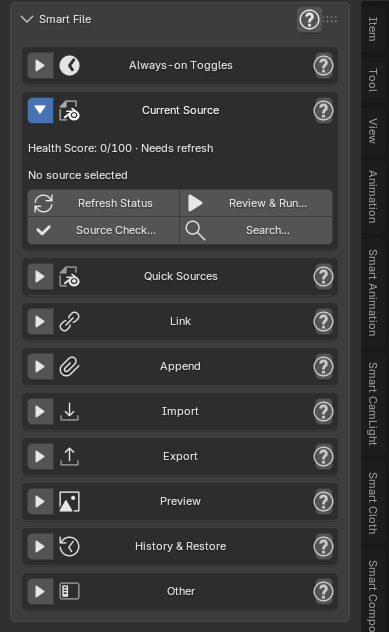 Smart File
Always-on Toggles
Current Source
Health Score: 0/100 · Needs refresh
No source selected
Refresh Status
Review & Run...
Source Check...
Search...
Quick Sources
Link
Append
Import
Export
Preview
History & Restore
Other
Item
Tool
View
Animation
Smart Animation
Smart CamLight
Smart Cloth
Smart Compo